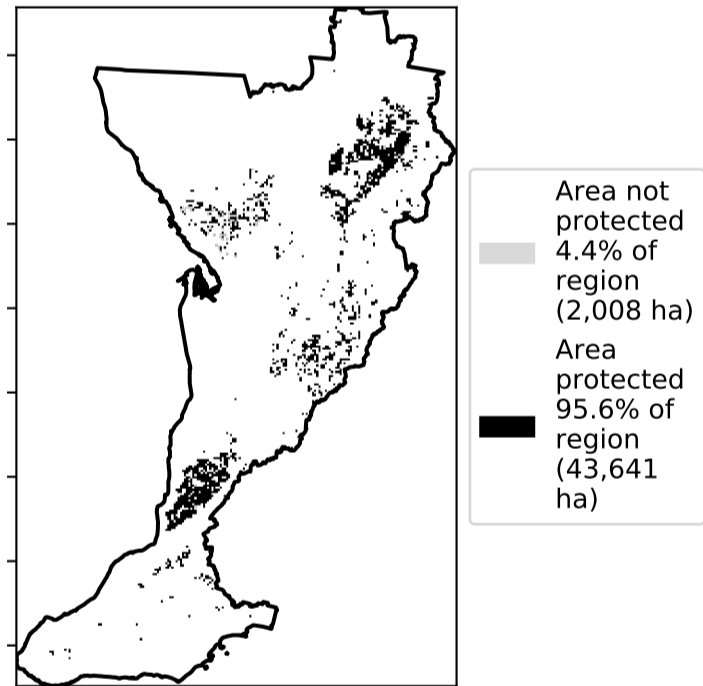 Area not
protected
4.4% of
region
(2,008 ha)
Area
protected
95.6% of
region
(43,641
ha)